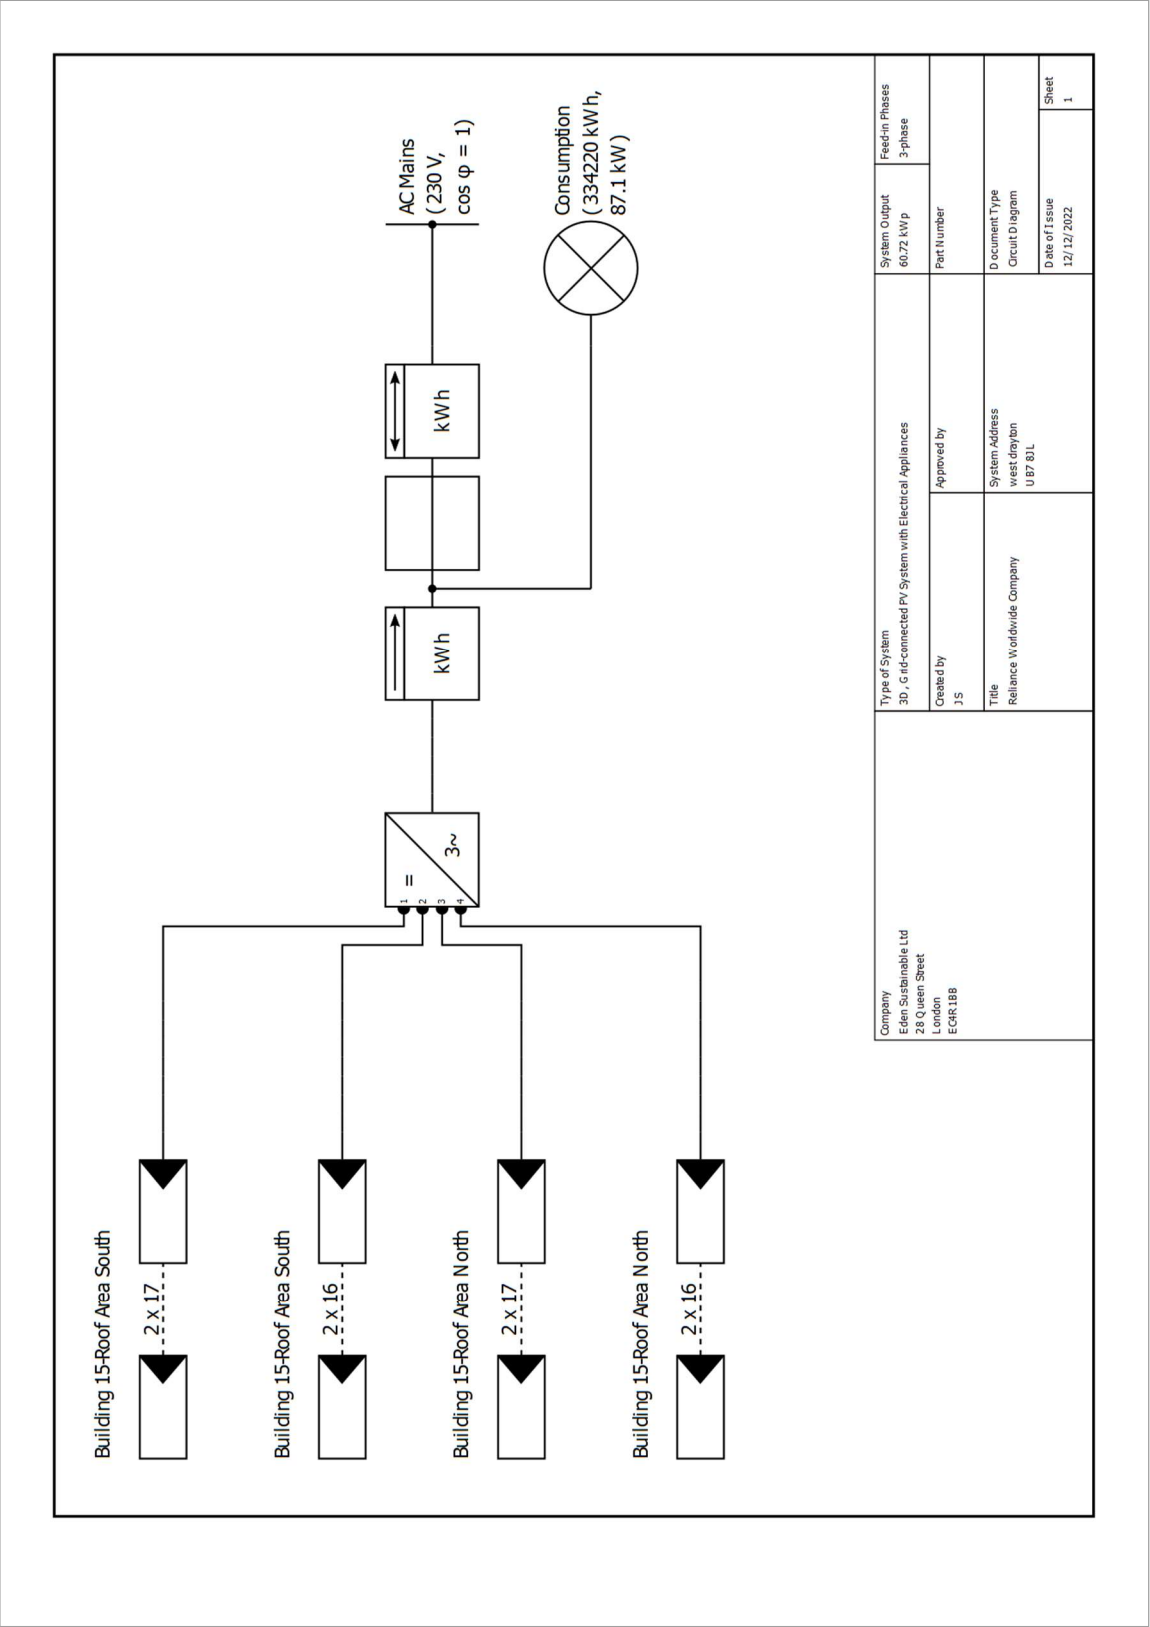 Building 15-Roof Area South
2 x 17
Building 15-Roof Area South
2 x 16
Building 15-Roof Area North
2 x 17
Building 15-Roof Area North
2 x 16
1
2
3
4
=
3~
kWh
kWh
AC Mains
(230 V,
cos φ = 1)
Consumption
(334220 kWh,
87.1 kW)
Company
Eden Sustainable Ltd
28 Queen Street
London
EC4R1BB
Type of System
3D, Grid-connected PV System with Electrical Appliances
System Output
60.72 kWp
Feed-in Phases
3-phase
Created by
JS
Approved by
Part Number
Title
Reliance Worldwide Company
System Address
west drayton
UB7 8JL
Document Type
Circuit Diagram
Date of Issue
12/12/2022
Sheet
1